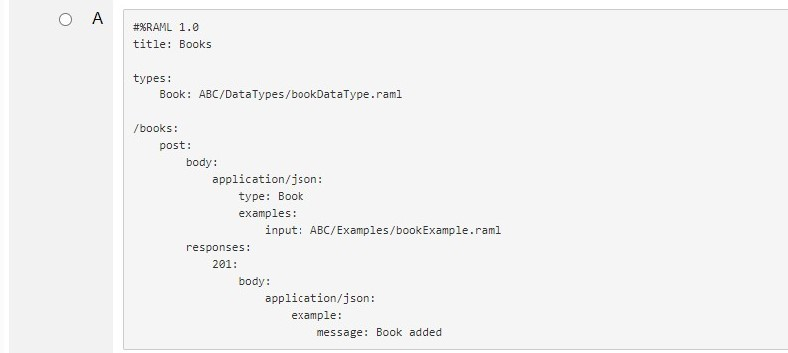 A
#%RAML 1.0
title: Books
types:
Book: ABC/DataTypes/bookDataType.raml
/books:
post:
body:
application/json:
type: Book
examples:
input: ABC/Examples/bookExample.raml
responses:
201:
body:
application/json:
example:
message: Book added